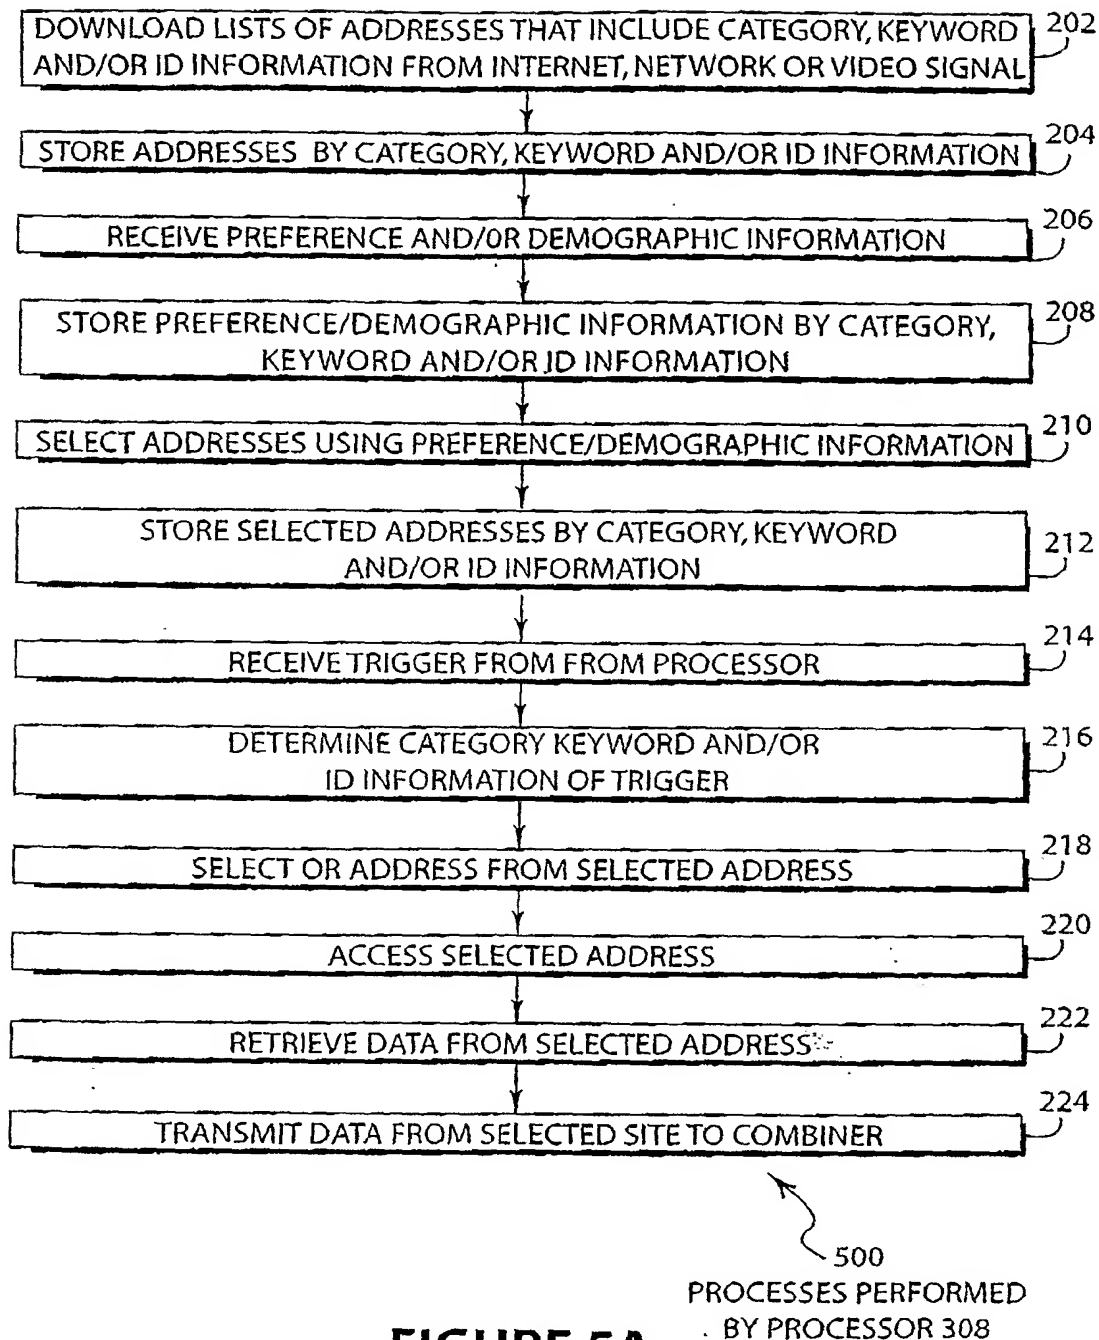 DOWNLOAD LISTS OF ADDRESSES THAT INCLUDE CATEGORY, KEYWORD
AND/OR ID INFORMATION FROM INTERNET, NETWORK OR VIDEO SIGNAL
202
STORE ADDRESSES BY CATEGORY, KEYWORD AND/OR ID INFORMATION
204
RECEIVE PREFERENCE AND/OR DEMOGRAPHIC INFORMATION
206
STORE PREFERENCE/DEMOGRAPHIC INFORMATION BY CATEGORY,
KEYWORD AND/OR ID INFORMATION
208
SELECT ADDRESSES USING PREFERENCE/DEMOGRAPHIC INFORMATION
210
STORE SELECTED ADDRESSES BY CATEGORY, KEYWORD
AND/OR ID INFORMATION
212
RECEIVE TRIGGER FROM FROM PROCESSOR
214
DETERMINE CATEGORY KEYWORD AND/OR
ID INFORMATION OF TRIGGER
216
SELECT OR ADDRESS FROM SELECTED ADDRESS
218
ACCESS SELECTED ADDRESS
220
RETRIEVE DATA FROM SELECTED ADDRESS
222
TRANSMIT DATA FROM SELECTED SITE TO COMBINER
224
500
PROCESSES PERFORMED
BY PROCESSOR 308
FIGURE 5A